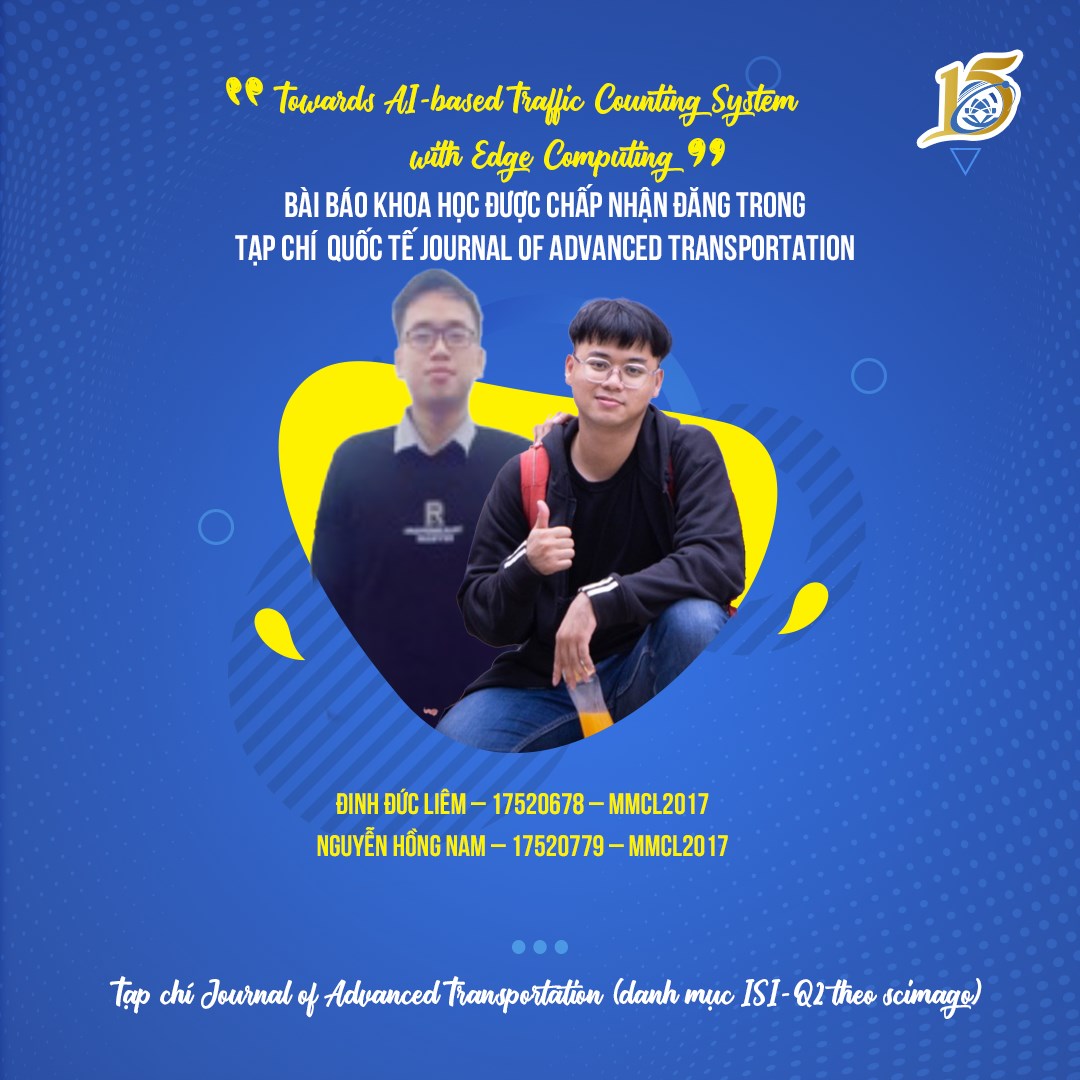 ❝ Towards AI-based Traffic Counting System
with Edge Computing ❞
BÀI BÁO KHOA HỌC ĐƯỢC CHẤP NHẬN ĐĂNG TRONG
TẠP CHÍ QUỐC TẾ JOURNAL OF ADVANCED TRANSPORTATION
15
R
ĐINH ĐỨC LIÊM – 17520678 – MMCL2017
NGUYỄN HỒNG NAM – 17520779 – MMCL2017
Tạp chí Journal of Advanced Transportation (danh mục ISI-Q2 theo scimago)